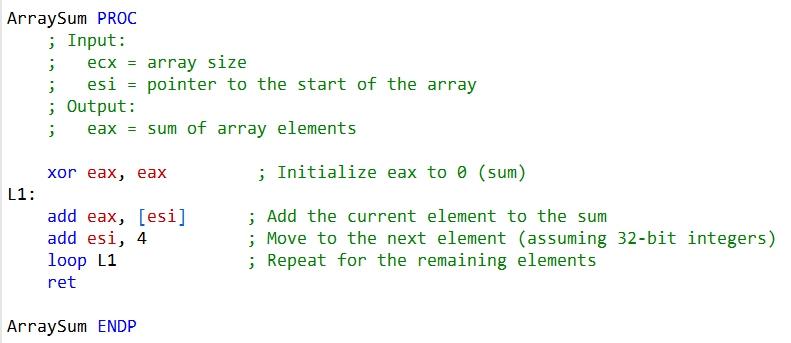 ArraySum PROC
    ; Input:
    ;   ecx = array size
    ;   esi = pointer to the start of the array
    ; Output:
    ;   eax = sum of array elements

    xor eax, eax         ; Initialize eax to 0 (sum)
L1:
    add eax, [esi]      ; Add the current element to the sum
    add esi, 4          ; Move to the next element (assuming 32-bit integers)
    loop L1             ; Repeat for the remaining elements
    ret

ArraySum ENDP